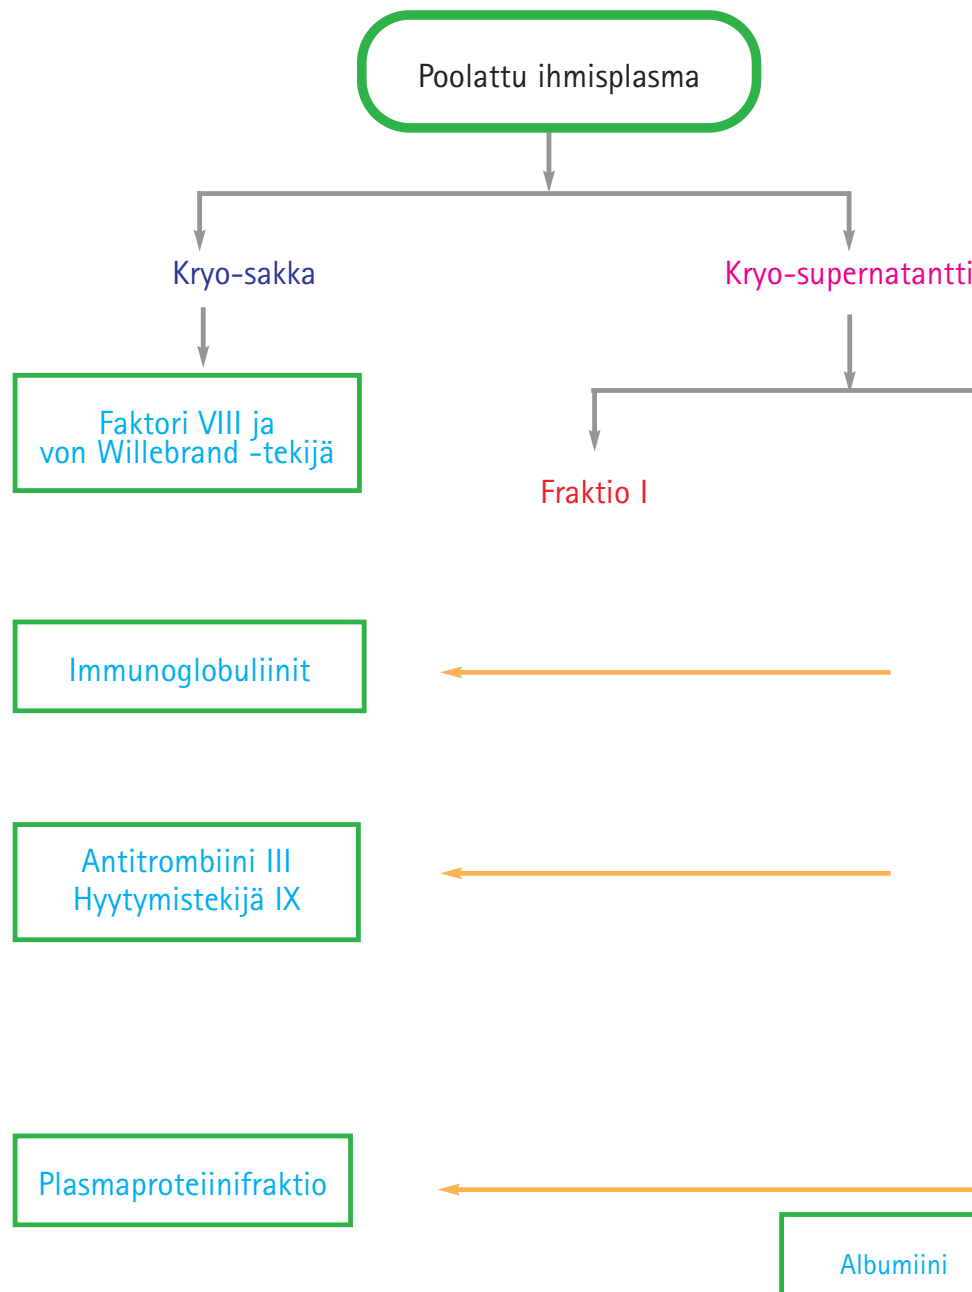 Poolattu ihmisplasma
Kryo-sakka
Kryo-supernatantti
Faktori VIII ja
von Willebrand -tekijä
Fraktio I
Immunoglobuliinit
Antitrombiini III
Hyytymistekijä IX
Plasmaproteiinifraktio
Albumiini